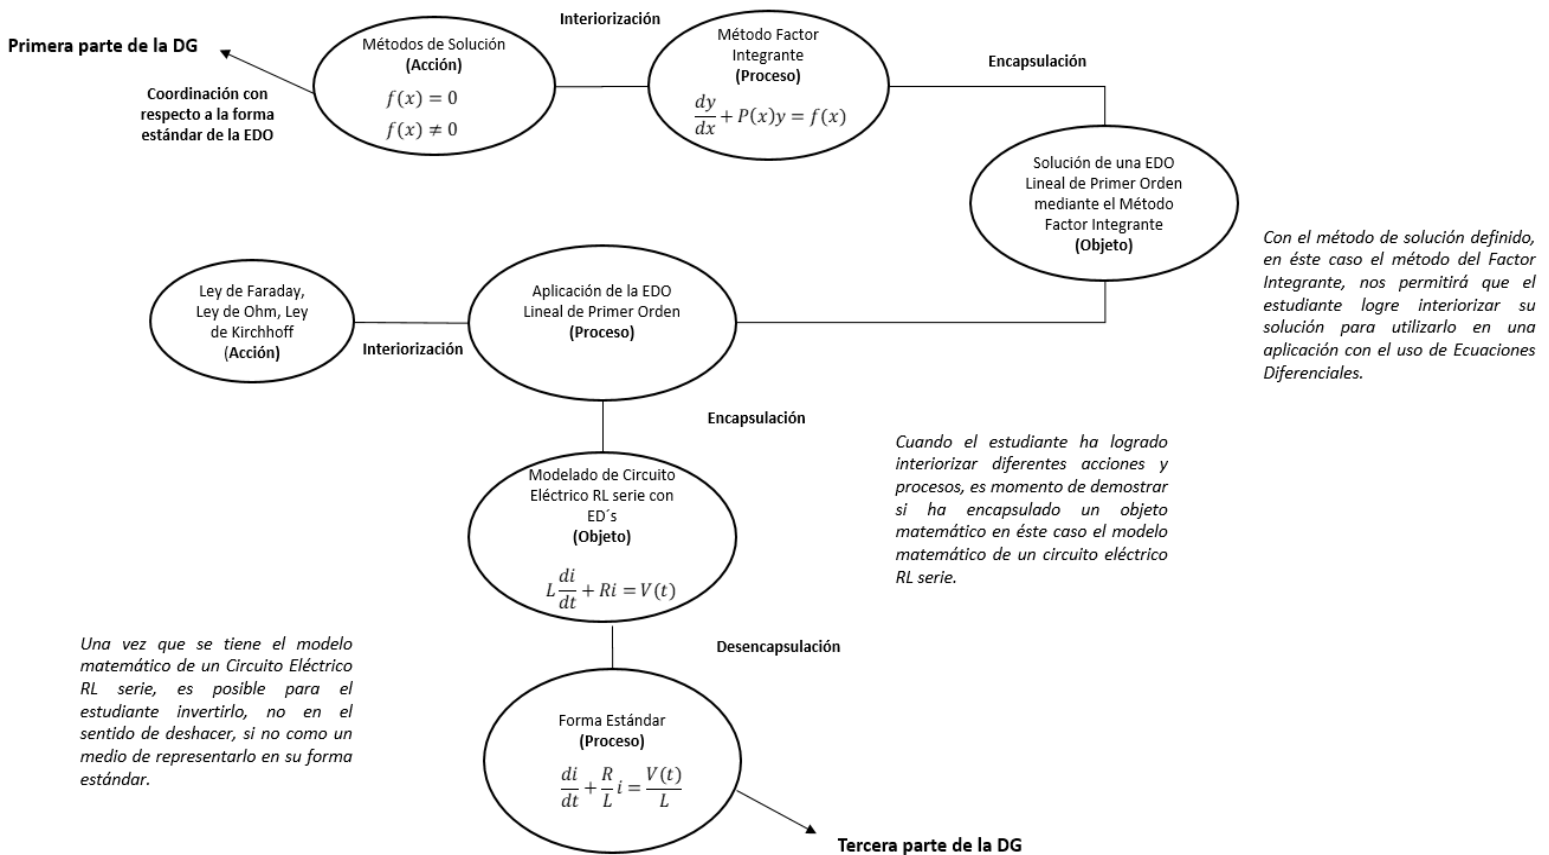 Interiorización
Primera parte de la DG
Métodos de Solución
(Acción)
f(x) = 0
f(x) ≠ 0
Coordinación con
respecto a la forma
estándar de la EDO
Método Factor
Integrante
(Proceso)
dy/dx + P(x)y = f(x)
Encapsulación
Solución de una EDO
Lineal de Primer Orden
mediante el Método
Factor Integrante
(Objeto)
Con el método de solución definido,
en éste caso el método del Factor
Integrante, nos permitirá que el
estudiante logre interiorizar su
solución para utilizarlo en una
aplicación con el uso de Ecuaciones
Diferenciales.
Ley de Faraday,
Ley de Ohm, Ley
de Kirchhoff
(Acción)
Interiorización
Aplicación de la EDO
Lineal de Primer Orden
(Proceso)
Encapsulación
Cuando el estudiante ha logrado
interiorizar diferentes acciones y
procesos, es momento de demostrar
si ha encapsulado un objeto
matemático en éste caso el modelo
matemático de un circuito eléctrico
RL serie.
Modelado de Circuito
Eléctrico RL serie con
ED´s
(Objeto)
L di/dt + Ri = V(t)
Desencapsulación
Una vez que se tiene el modelo
matemático de un Circuito Eléctrico
RL serie, es posible para el
estudiante invertirlo, no en el
sentido de deshacer, si no como un
medio de representarlo en su forma
estándar.
Forma Estándar
(Proceso)
di/dt + R/L i = V(t)/L
Tercera parte de la DG